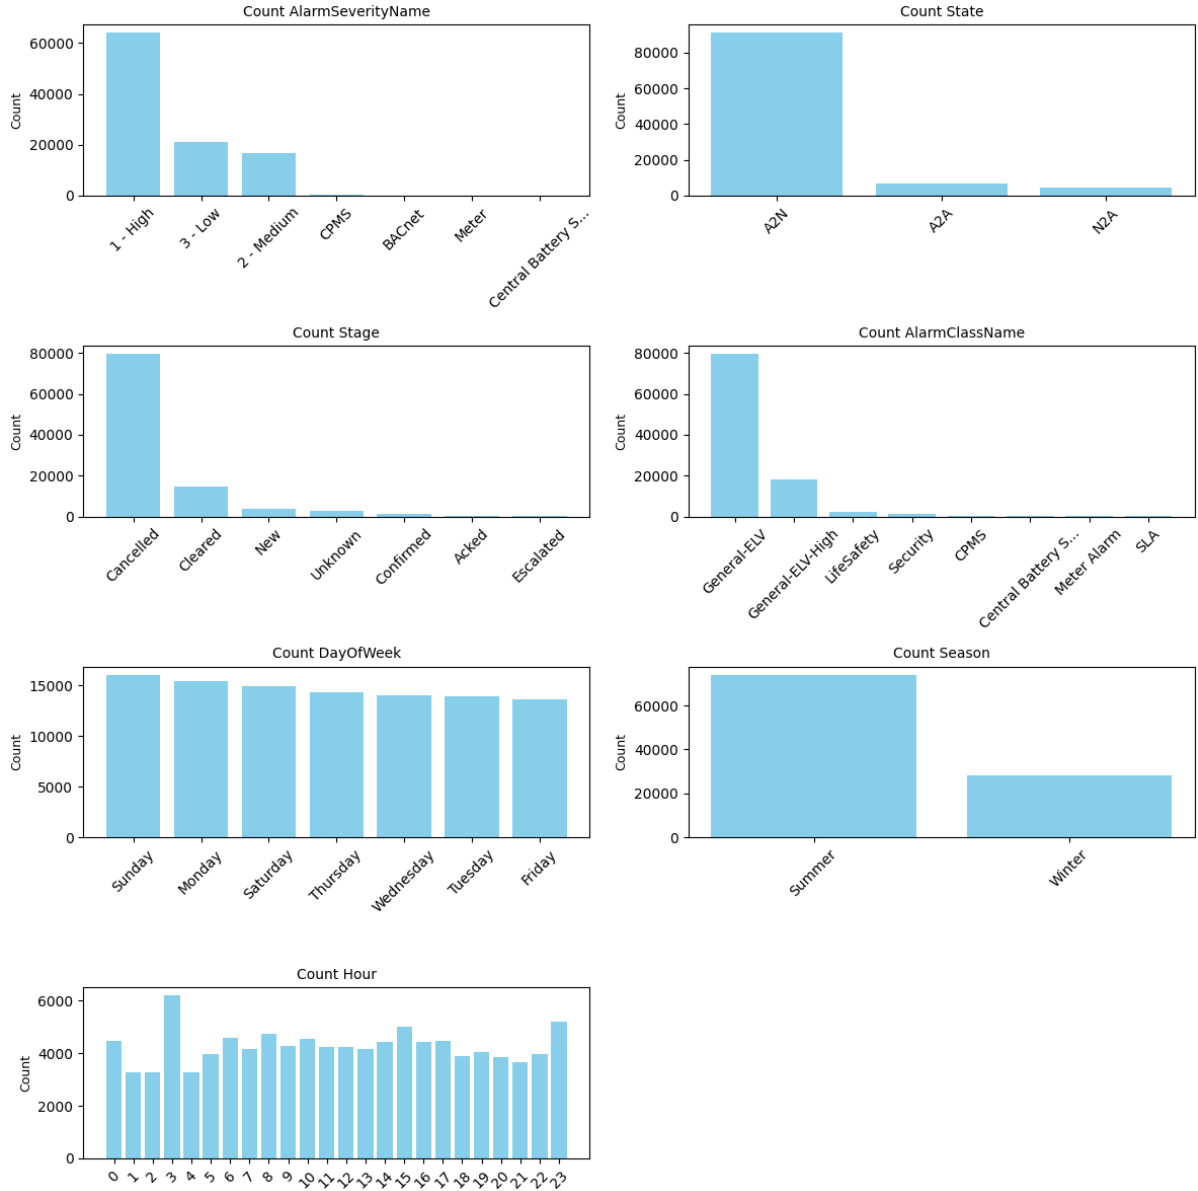 Count AlarmSeverityName
Count
60000
40000
20000
0
1 - High
3 - Low
2 - Medium
CPMS
BACnet
Meter
Central Battery S...
Count State
Count
80000
60000
40000
20000
0
A2N
A2A
N2A
Count Stage
Count
80000
60000
40000
20000
0
Cancelled
Cleared
New
Unknown
Confirmed
Acked
Escalated
Count AlarmClassName
Count
80000
60000
40000
20000
0
General-ELV
General-ELV-High
LifeSafety
Security
CPMS
Central Battery S...
Meter Alarm
SLA
Count DayOfWeek
Count
15000
10000
5000
0
Sunday
Monday
Saturday
Thursday
Wednesday
Tuesday
Friday
Count Season
Count
60000
40000
20000
0
Summer
Winter
Count Hour
Count
6000
4000
2000
0
0
1
2
3
4
5
6
7
8
9
10
11
12
13
14
15
16
17
18
19
20
21
22
23